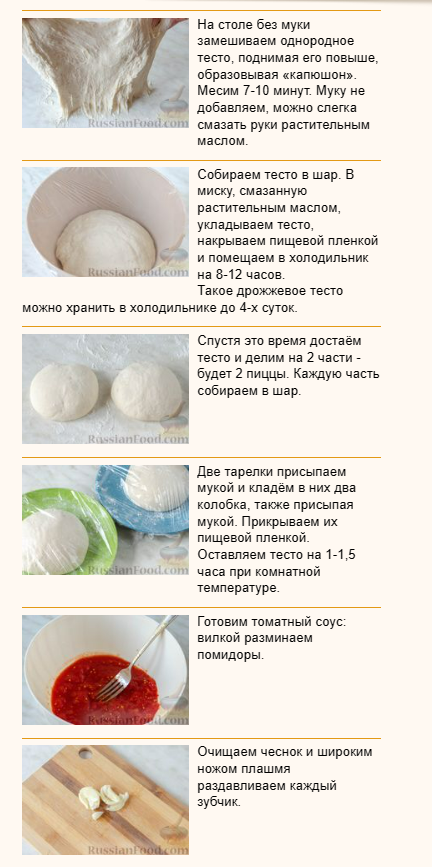 На столе без муки
замешиваем однородное
тесто, поднимая его повыше,
образовывая «капюшон».
Месим 7-10 минут. Муку не
добавляем, можно слегка
смазать руки растительным
маслом.
RussianFood.com
Собираем тесто в шар. В
миску, смазанную
растительным маслом,
укладываем тесто,
накрываем пищевой пленкой
и помещаем в холодильник
на 8-12 часов.
Такое дрожжевое тесто
можно хранить в холодильнике до 4-х суток.
RussianFood.com
Спустя это время достаём
тесто и делим на 2 части -
будет 2 пиццы. Каждую часть
собираем в шар.
RussianFood.com
Две тарелки присыпаем
мукой и кладём в них два
колобка, также присыпая
мукой. Прикрываем их
пищевой пленкой.
Оставляем тесто на 1-1,5
часа при комнатной
температуре.
RussianFood.com
Готовим томатный соус:
вилкой разминаем
помидоры.
RussianFood.com
Очищаем чеснок и широким
ножом плашмя
раздавливаем каждый
зубчик.
RussianFood.com